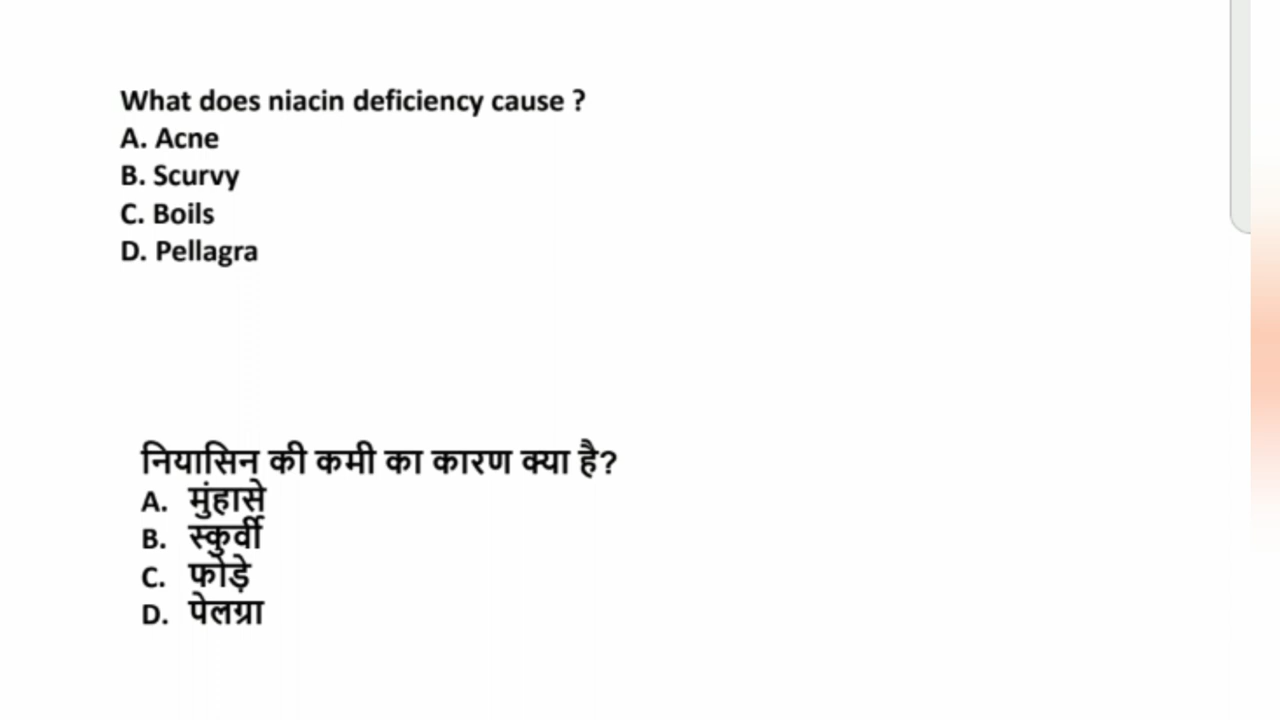 What does niacin deficiency cause ?
A. Acne
B. Scurvy
C. Boils
D. Pellagra
नियासिन की कमी का कारण क्या है?
A. मुंहासे
B. स्कुर्वी
C. फोड़े
D. पेलग्रा